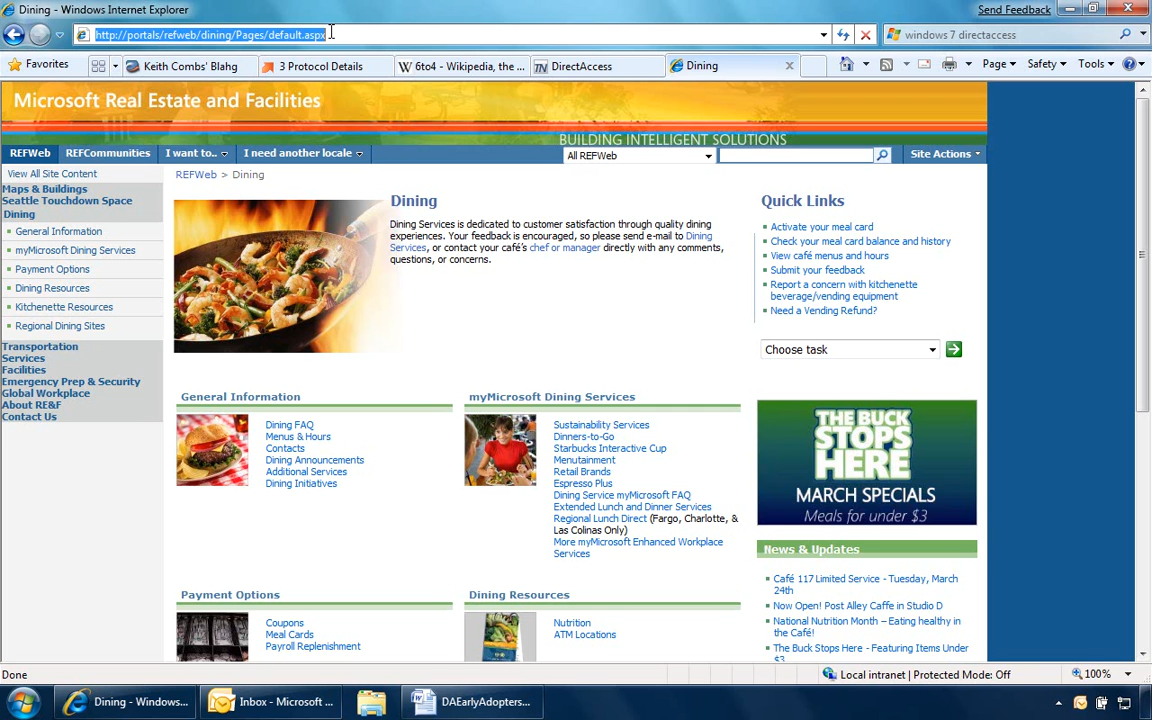 Dining - Windows Internet Explorer
Send Feedback
http://portals/refweb/dining/Pages/default.aspx
windows 7 directaccess
Favorites
Keith Combs' Blahg
3 Protocol Details
6to4 - Wikipedia, the ...
DirectAccess
Dining
Page
Safety
Tools
Microsoft Real Estate and Facilities
BUILDING INTELLIGENT SOLUTIONS
REFWeb
REFCommunities
I want to..
I need another locale
All REFWeb
Site Actions
View All Site Content
Maps & Buildings
Seattle Touchdown Space
Dining
General Information
myMicrosoft Dining Services
Payment Options
Dining Resources
Kitchenette Resources
Regional Dining Sites
Transportation
Services
Facilities
Emergency Prep & Security
Global Workplace
About RE&F
Contact Us
REFWeb > Dining
Dining
Dining Services is dedicated to customer satisfaction through quality dining
experiences. Your feedback is encouraged, so please send e-mail to Dining
Services, or contact your café's chef or manager directly with any comments,
questions, or concerns.
Quick Links
Activate your meal card
Check your meal card balance and history
View café menus and hours
Submit your feedback
Report a concern with kitchenette
beverage/vending equipment
Need a Vending Refund?
Choose task
General Information
Dining FAQ
Menus & Hours
Contacts
Dining Announcements
Additional Services
Dining Initiatives
myMicrosoft Dining Services
Sustainability Services
Dinners-to-Go
Starbucks Interactive Cup
Menutainment
Retail Brands
Espresso Plus
Dining Service myMicrosoft FAQ
Extended Lunch and Dinner Services
Regional Lunch Direct (Fargo, Charlotte, &
Las Colinas Only)
More myMicrosoft Enhanced Workplace
Services
THE BUCK
STOPS
HERE
MARCH SPECIALS
Meals for under $3
News & Updates
Café 117 Limited Service - Tuesday, March
24th
Now Open! Post Alley Caffe in Studio D
National Nutrition Month – Eating healthy in
the Café!
The Buck Stops Here - Featuring Items Under
$3
Payment Options
Coupons
Meal Cards
Payroll Replenishment
Dining Resources
Nutrition
ATM Locations
Done
Local intranet | Protected Mode: Off
100%
Dining - Windows...
Inbox - Microsoft ...
DAEarlyAdopters...